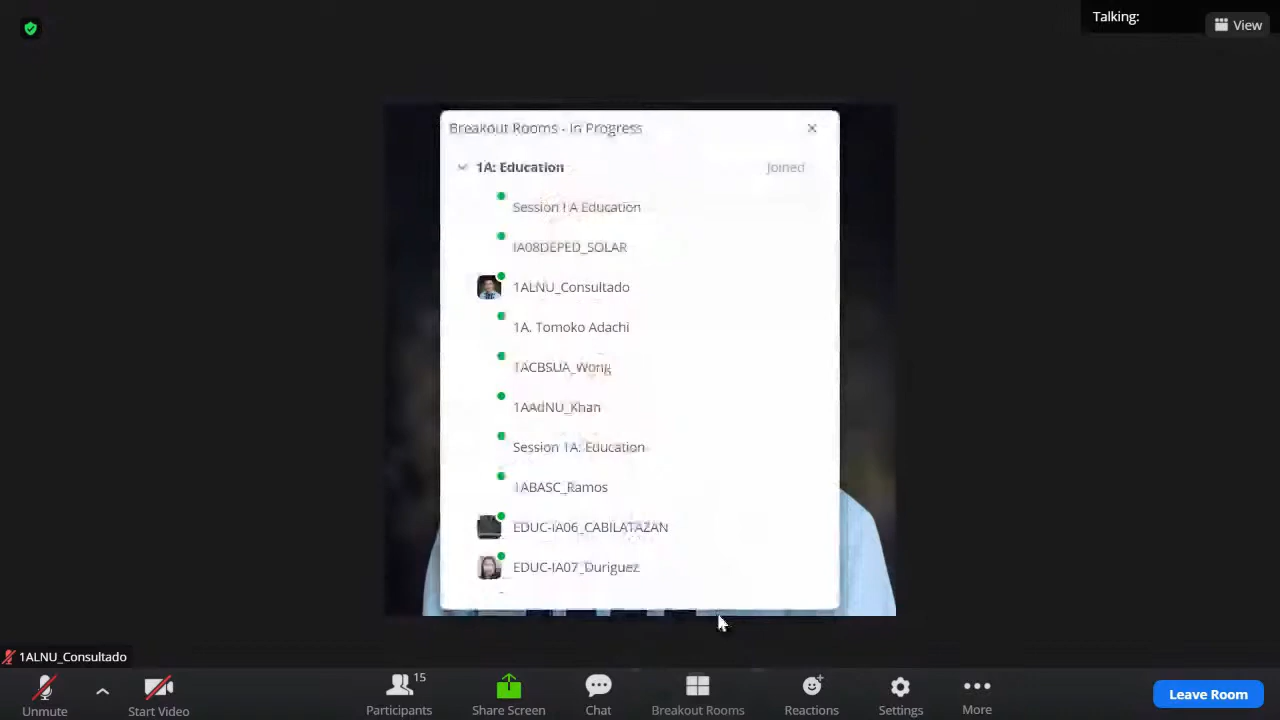 Talking:
View
Breakout Rooms - In Progress
1A: Education
Joined
Session I A Education
IA08DEPED_SOLAR
1ALNU_Consultado
1A. Tomoko Adachi
1ACBSUA_Wong
1AAdNU_Khan
Session 1A: Education
1ABASC_Ramos
EDUC-IA06_CABILATAZAN
EDUC-IA07_Duriguez
1ALNU_Consultado
15
Unmute
Start Video
Participants
Share Screen
Chat
Breakout Rooms
Reactions
Settings
More
Leave Room